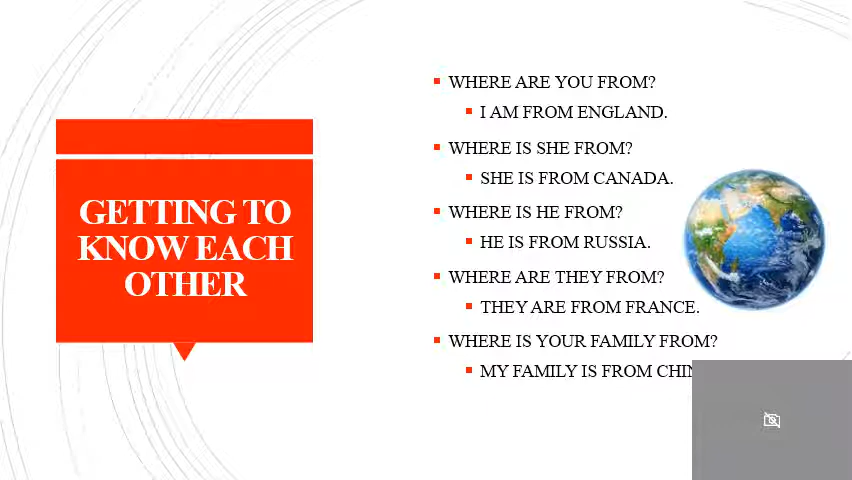 GETTING TO
KNOW EACH
OTHER
WHERE ARE YOU FROM?
I AM FROM ENGLAND.
WHERE IS SHE FROM?
SHE IS FROM CANADA.
WHERE IS HE FROM?
HE IS FROM RUSSIA.
WHERE ARE THEY FROM?
THEY ARE FROM FRANCE.
WHERE IS YOUR FAMILY FROM?
MY FAMILY IS FROM